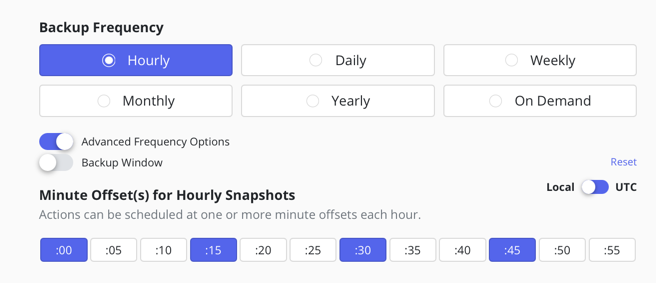 Backup Frequency
Hourly Daily Weekly
Monthly Yearly On Demand
Advanced Frequency Options
Backup Window Reset
Local UTC
Minute Offset(s) for Hourly Snapshots
Actions can be scheduled at one or more minute offsets each hour.
:00 :05 :10 :15 :20 :25 :30 :35 :40 :45 :50 :55